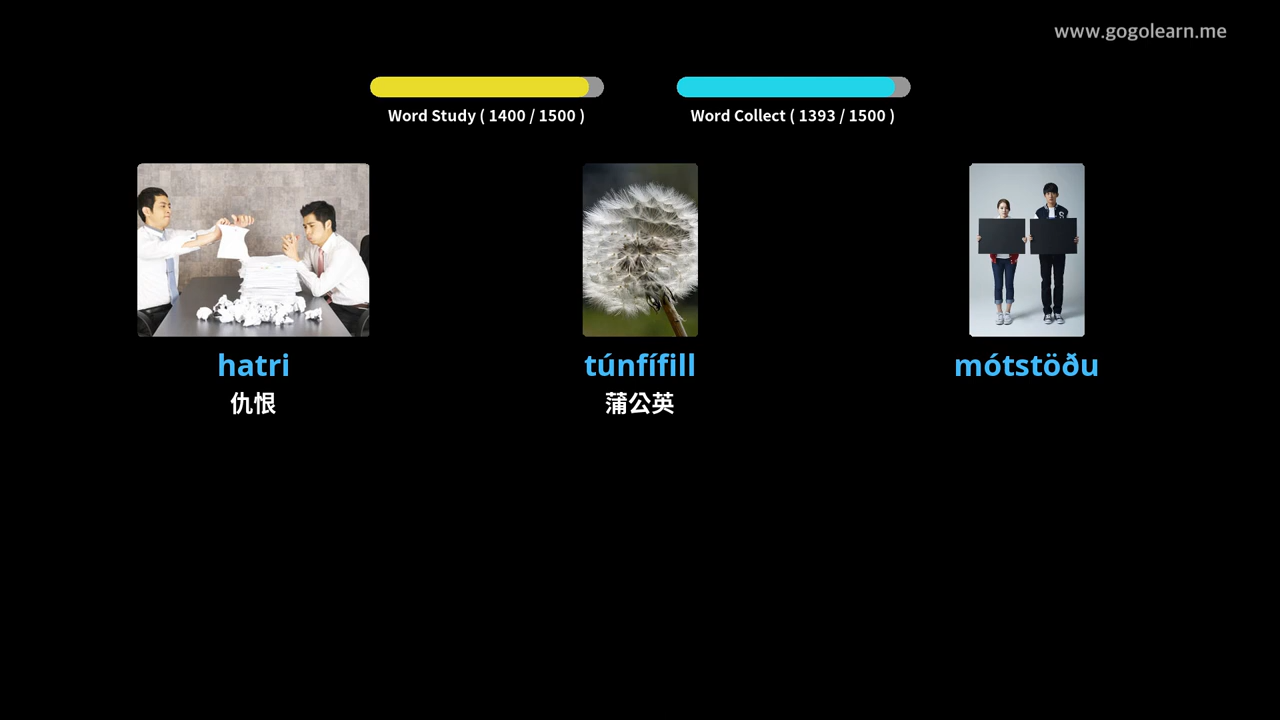 www.gogolearn.me
Word Study ( 1400 / 1500 )
Word Collect ( 1393 / 1500 )
hatri
仇恨
túnfífill
蒲公英
mótstöðu